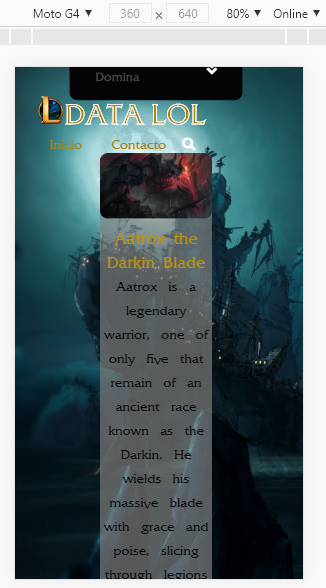 Moto G4 ▼ 360 × 640 80% ▼ Online ▼
Domina
DATA LOL
Inicio Contacto
Aatrox the
Darkin Blade
Aatrox is a
legendary
warrior, one of
only five that
remain of an
ancient race
known as the
Darkin. He
wields his
massive blade
with grace and
poise, slicing
through legions